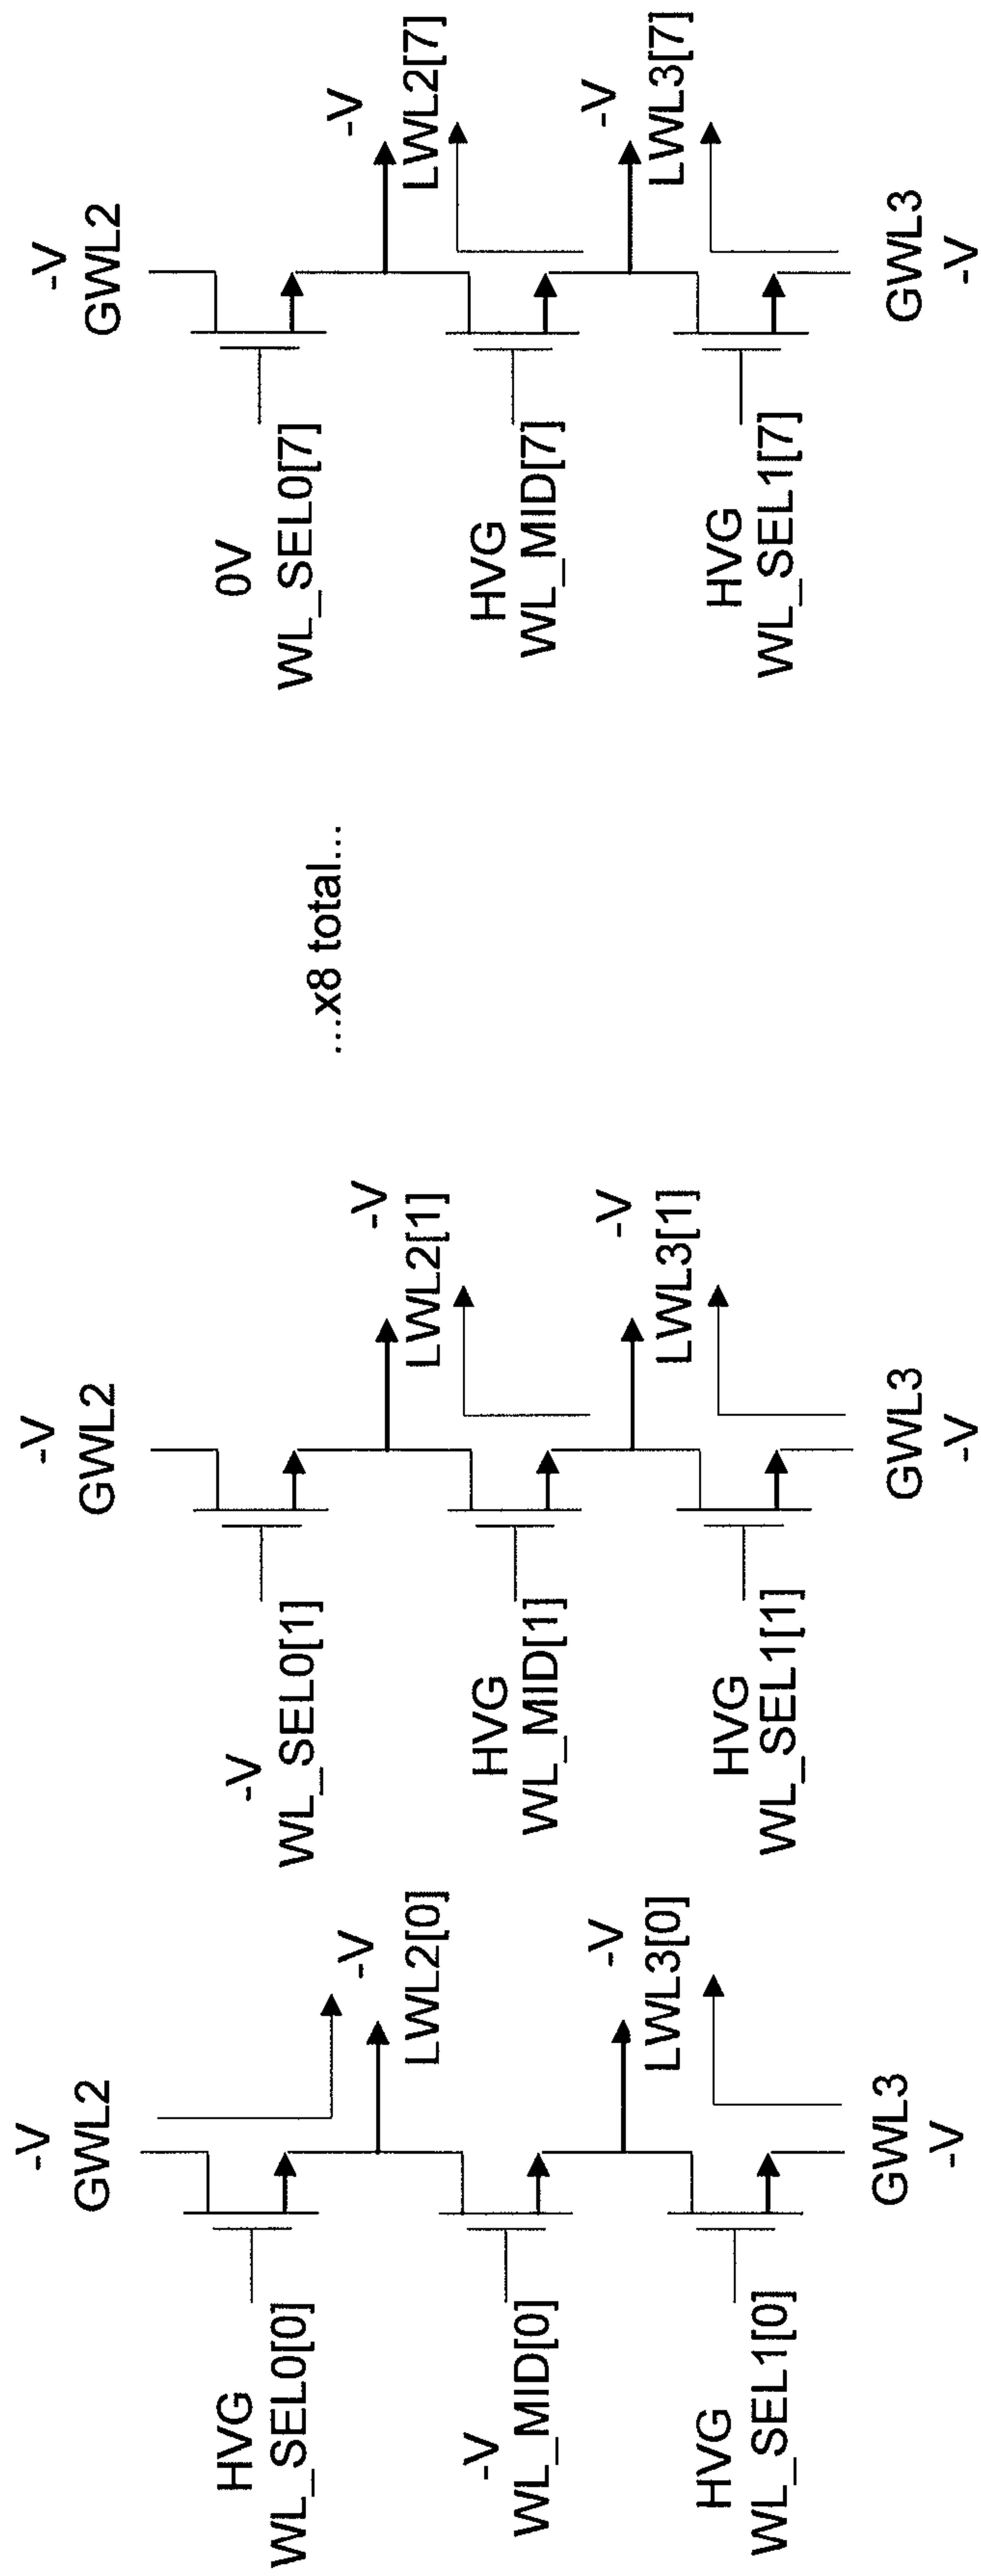 -V
GWL2
HVG
WL_SEL0[0]
-V
LWL2[0]
-V
WL_MID[0]
-V
LWL3[0]
HVG
WL_SEL1[0]
GWL3
-V
-V
GWL2
-V
WL_SEL0[1]
-V
LWL2[1]
HVG
WL_MID[1]
-V
LWL3[1]
HVG
WL_SEL1[1]
GWL3
-V
...x8 total...
-V
GWL2
0V
WL_SEL0[7]
-V
LWL2[7]
HVG
WL_MID[7]
-V
LWL3[7]
HVG
WL_SEL1[7]
GWL3
-V